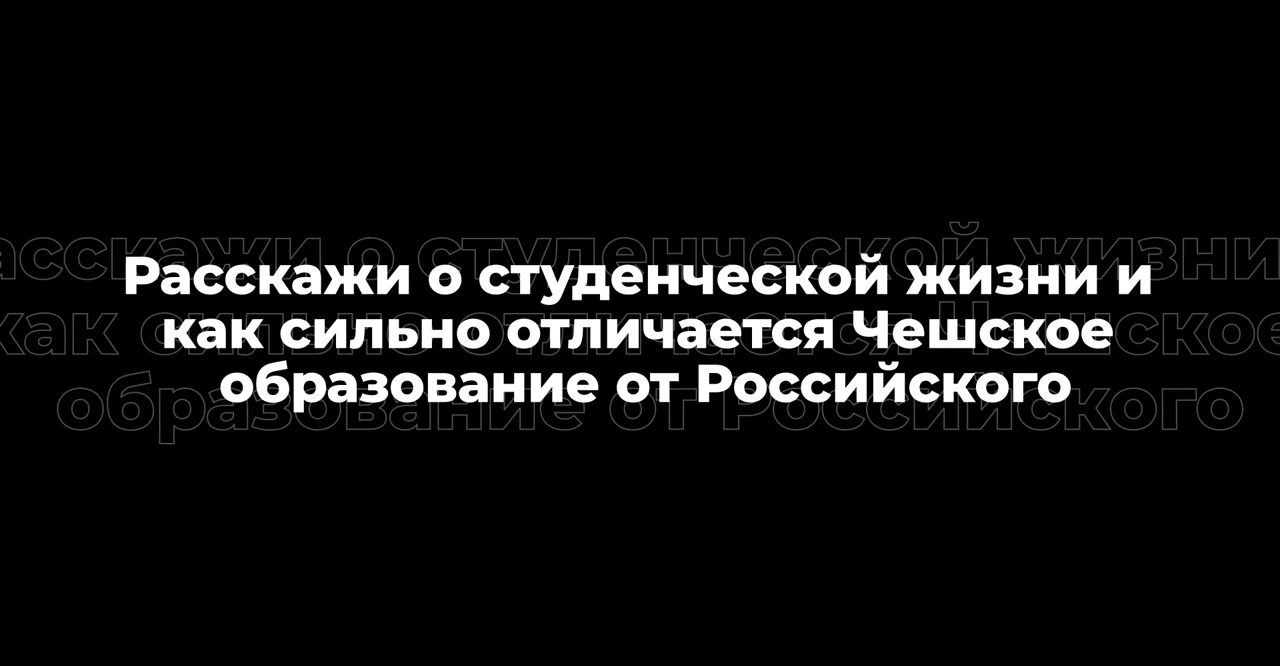 Расскажи о студенческой жизни и
как сильно отличается Чешское
образование от Российского